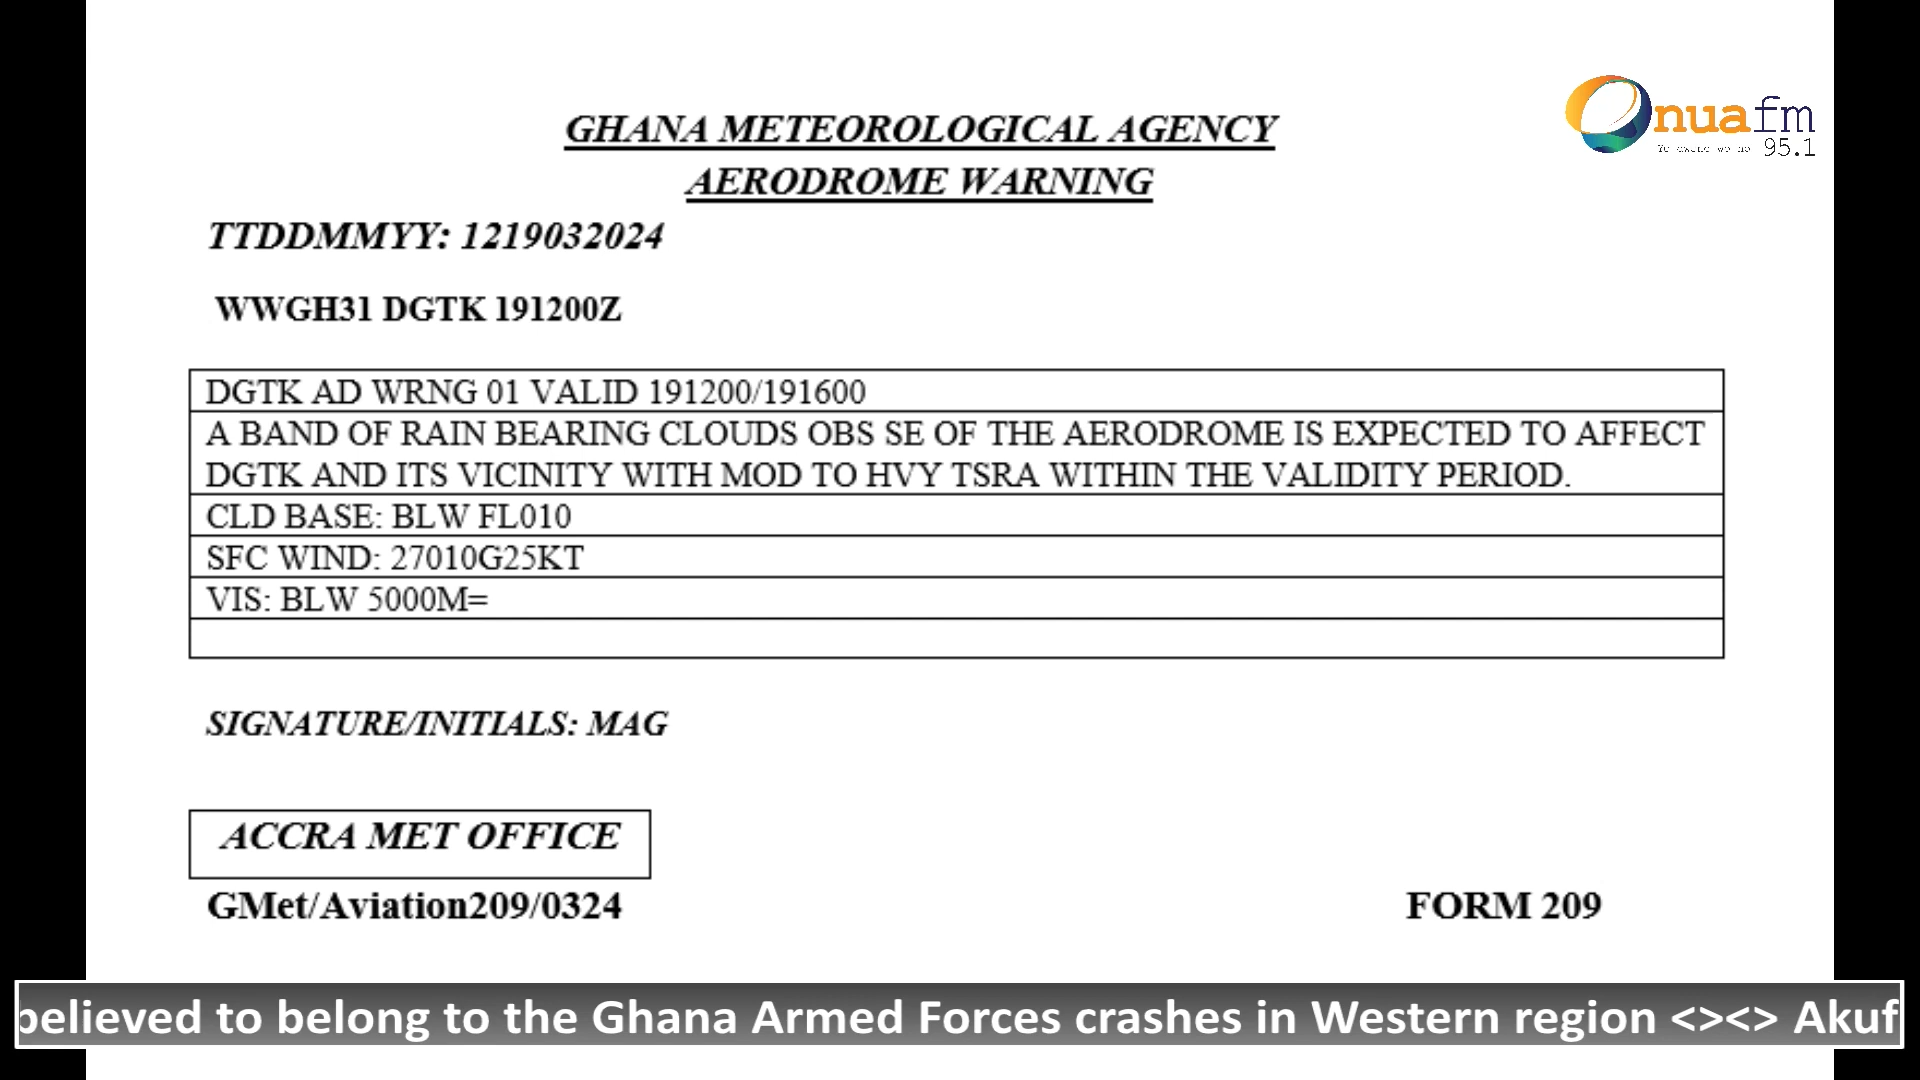 nuafm
95.1
GHANA METEOROLOGICAL AGENCY
AERODROME WARNING
TTDDMMYY: 1219032024
WWGH31 DGTK 191200Z
DGTK AD WRNG 01 VALID 191200/191600
A BAND OF RAIN BEARING CLOUDS OBS SE OF THE AERODROME IS EXPECTED TO AFFECT
DGTK AND ITS VICINITY WITH MOD TO HVY TSRA WITHIN THE VALIDITY PERIOD.
CLD BASE: BLW FL010
SFC WIND: 27010G25KT
VIS: BLW 5000M=
SIGNATURE/INITIALS: MAG
ACCRA MET OFFICE
GMet/Aviation209/0324 FORM 209
believed to belong to the Ghana Armed Forces crashes in Western region <><> Akuf